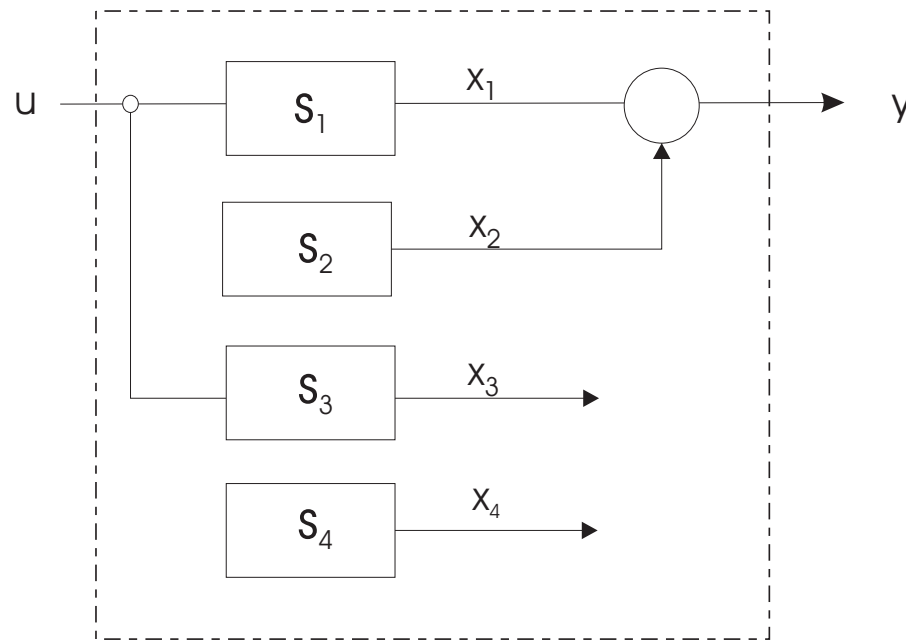 u S₁ x₁ y
S₂ x₂
S₃ x₃
S₄ x₄